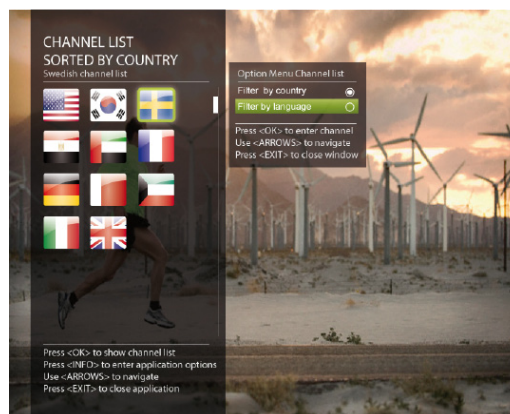 CHANNEL LIST
SORTED BY COUNTRY
Swedish channel list
Option Menu Channel list
Filter by country
Filter by language
Press <OK> to enter channel
Use <ARROWS> to navigate
Press <EXIT> to close window
Press <OK> to show channel list
Press <INFO> to enter application options
Use <ARROWS> to navigate
Press <EXIT> to close application